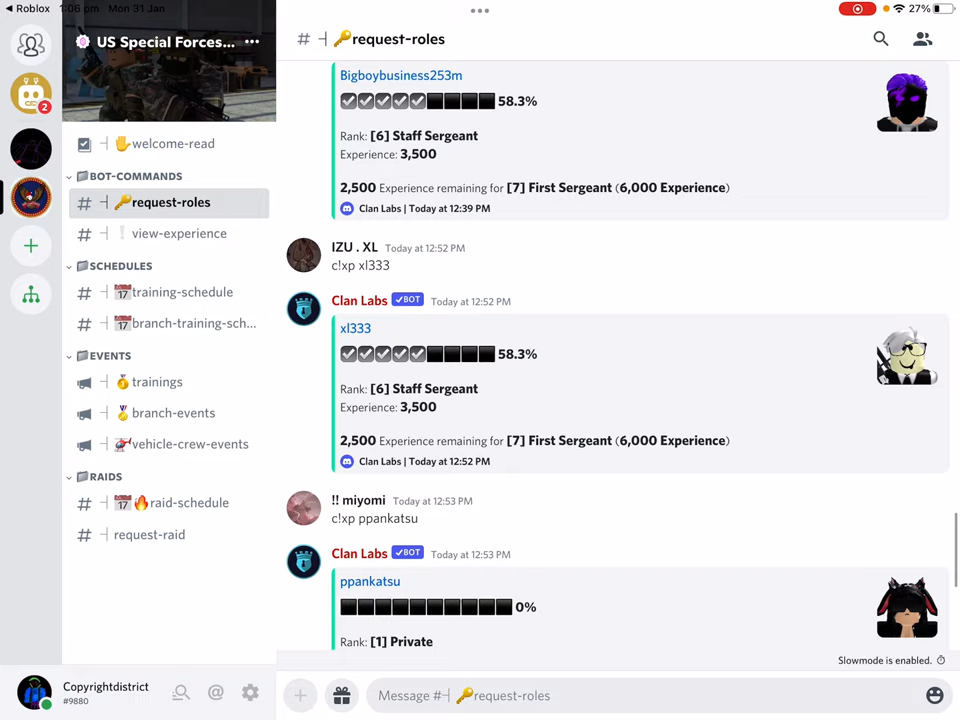 Roblox 1:06 pm Mon 31 Jan
27%
US Special Forces...
welcome-read
BOT-COMMANDS
request-roles
view-experience
SCHEDULES
training-schedule
branch-training-sch...
EVENTS
trainings
branch-events
vehicle-crew-events
RAIDS
raid-schedule
request-raid
2
Copyrightdistrict
#9880
# request-roles
Bigboybusiness253m
58.3%
Rank: [6] Staff Sergeant
Experience: 3,500
2,500 Experience remaining for [7] First Sergeant (6,000 Experience)
Clan Labs | Today at 12:39 PM
IZU . XL Today at 12:52 PM
c!xp xl333
Clan Labs ✓BOT Today at 12:52 PM
xl333
58.3%
Rank: [6] Staff Sergeant
Experience: 3,500
2,500 Experience remaining for [7] First Sergeant (6,000 Experience)
Clan Labs | Today at 12:52 PM
!! miyomi Today at 12:53 PM
c!xp ppankatsu
Clan Labs ✓BOT Today at 12:53 PM
ppankatsu
0%
Rank: [1] Private
Slowmode is enabled.
Message # request-roles